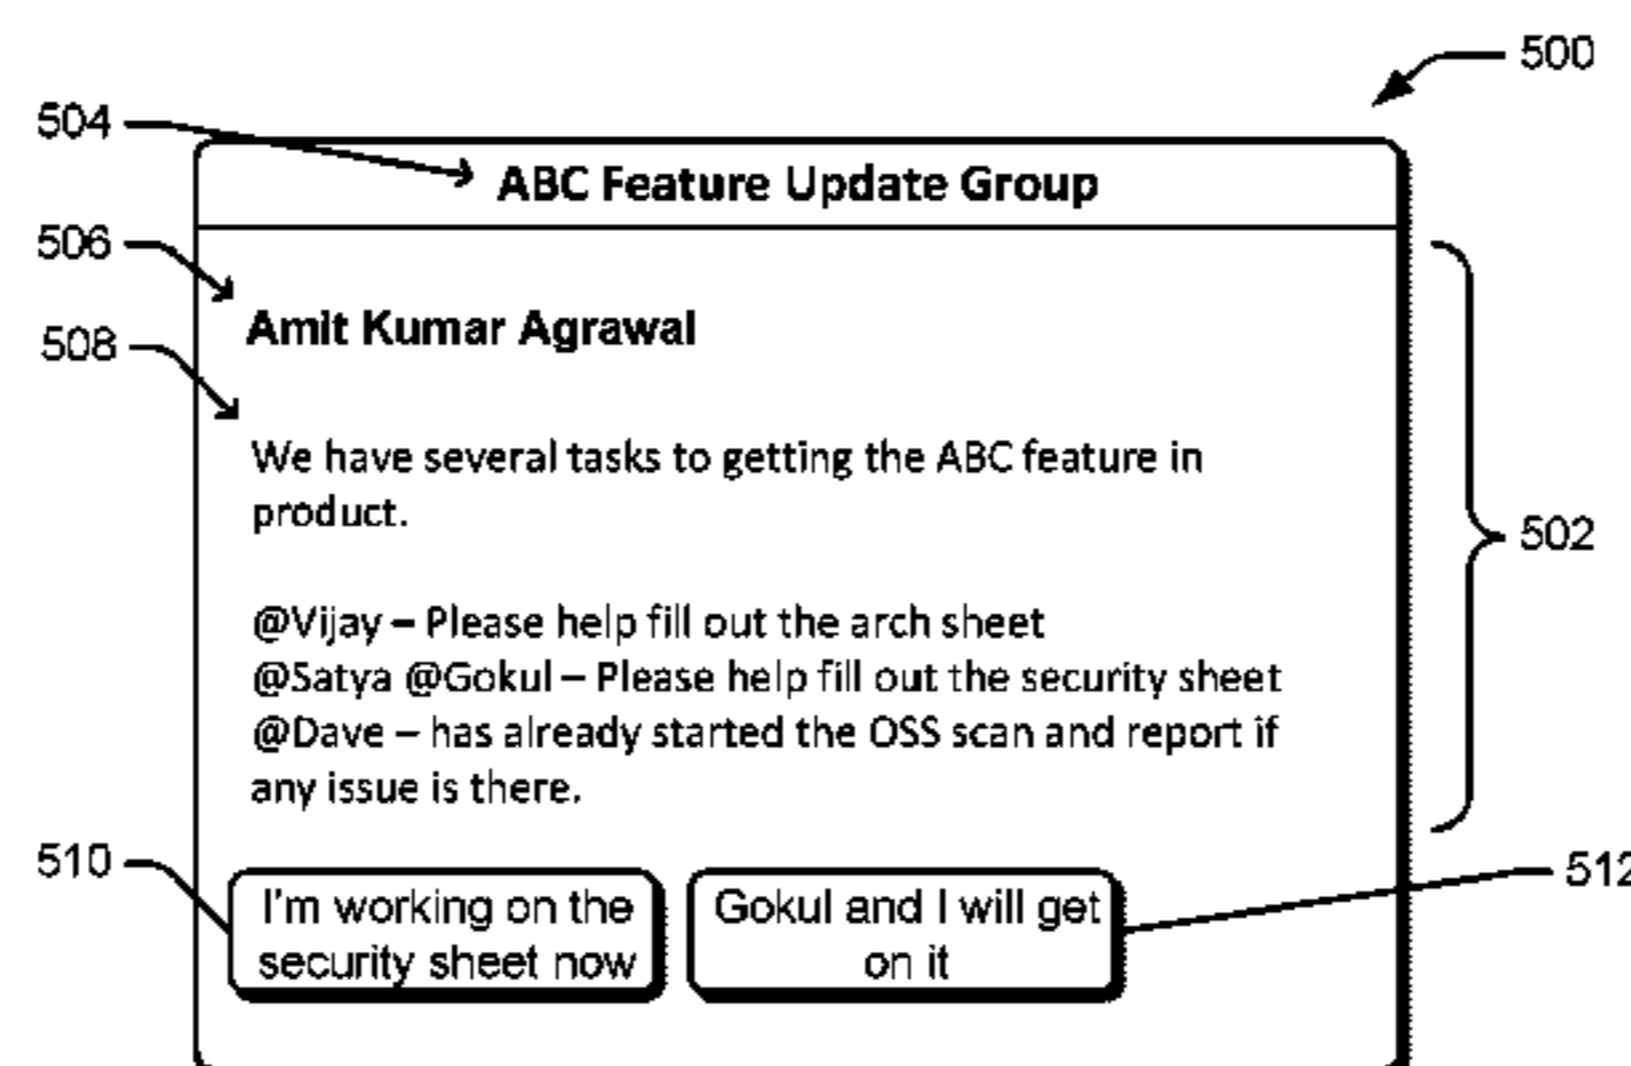 500
504
ABC Feature Update Group
506
Amit Kumar Agrawal
508
We have several tasks to getting the ABC feature in
product.
502
@Vijay – Please help fill out the arch sheet
@Satya @Gokul – Please help fill out the security sheet
@Dave – has already started the OSS scan and report if
any issue is there.
510
512
I'm working on the
security sheet now
Gokul and I will get
on it